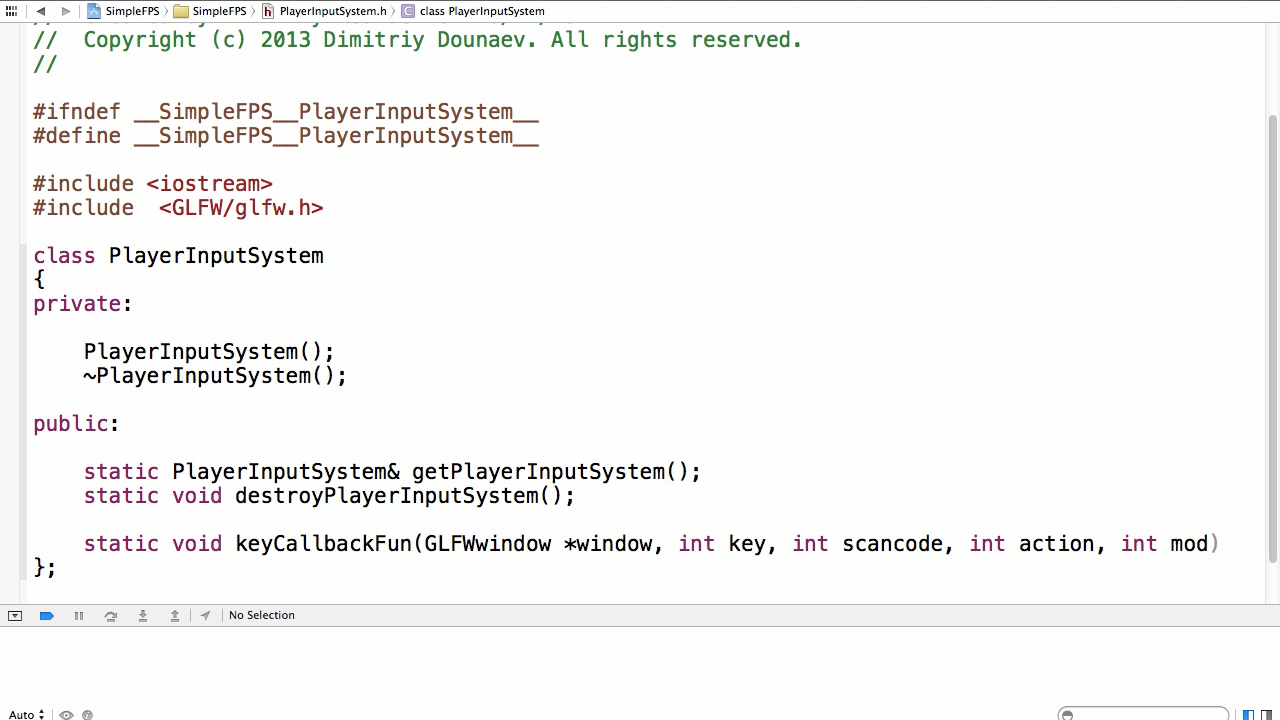 SimpleFPS SimpleFPS PlayerInputSystem.h class PlayerInputSystem
// Copyright (c) 2013 Dimitriy Dounaev. All rights reserved.
//
#ifndef __SimpleFPS__PlayerInputSystem__
#define __SimpleFPS__PlayerInputSystem__
#include <iostream>
#include  <GLFW/glfw.h>
class PlayerInputSystem
{
private:
PlayerInputSystem();
~PlayerInputSystem();
public:
static PlayerInputSystem& getPlayerInputSystem();
static void destroyPlayerInputSystem();
static void keyCallbackFun(GLFWwindow *window, int key, int scancode, int action, int mod)
};
No Selection
Auto